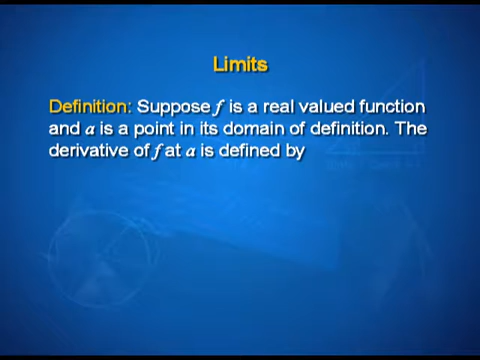 Limits
Definition: Suppose f is a real valued function
and a is a point in its domain of definition. The
derivative of f at a is defined by